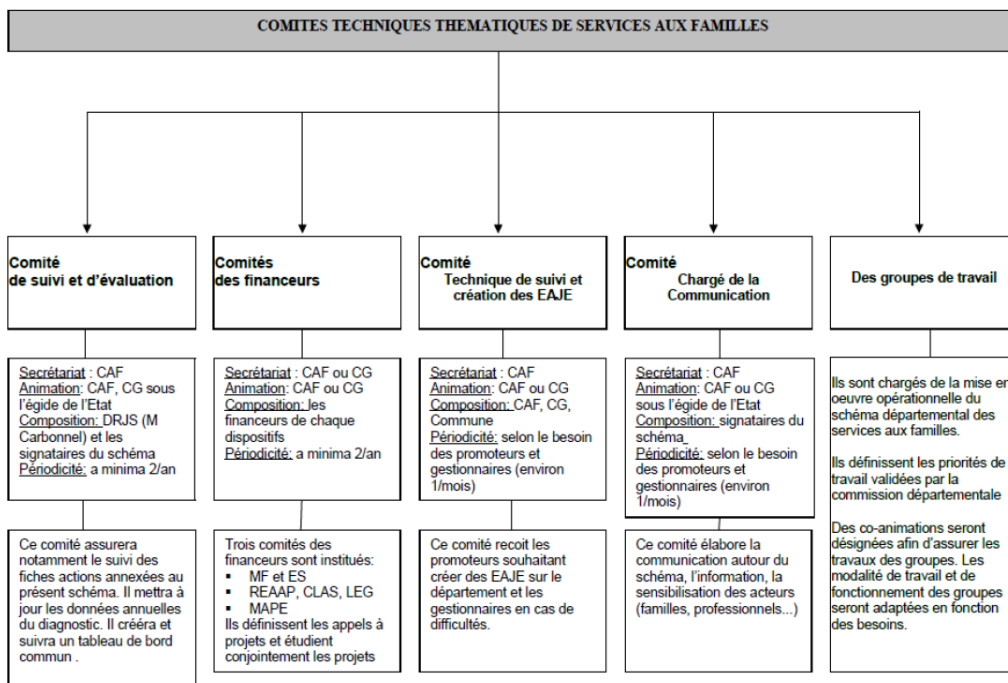 COMITES TECHNIQUES THEMATIQUES DE SERVICES AUX FAMILLES
Comité
de suivi et d'évaluation
Secrétariat : CAF
Animation: CAF, CG sous
l'égide de l'Etat
Composition: DRJS (M
Carbonnel) et les
signataires du schéma
Périodicité: a minima 2/an
Ce comité assurera
notamment le suivi des
fiches actions annexées au
présent schéma. Il mettra à
jour les données annuelles
du diagnostic. Il crééra et
suivra un tableau de bord
commun .
Comités
des financeurs
Secrétariat : CAF ou CG
Animation: CAF ou CG
Composition: les
financeurs de chaque
dispositifs
Périodicité: a minima 2/an
Trois comités des
financeurs sont institués:
▪ MF et ES
▪ REAAP, CLAS, LEG
▪ MAPE
Ils définissent les appels à
projets et étudient
conjointement les projets
Comité
Technique de suivi et
création des EAJE
Secrétariat : CAF
Animation: CAF ou CG
Composition: CAF, CG,
Commune
Périodicité: selon le besoin
des promoteurs et
gestionnaires (environ
1/mois)
Ce comité recoit les
promoteurs souhaitant
créer des EAJE sur le
département et les
gestionnaires en cas de
difficultés.
Comité
Chargé de la
Communication
Secrétariat : CAF
Animation: CAF ou CG
sous l'égide de l'Etat
Composition: signataires du
schéma
Périodicité: selon le besoin
des promoteurs et
gestionnaires (environ
1/mois)
Ce comité élabore la
communication autour du
schéma, l'information, la
sensibilisation des acteurs
(familles, professionnels...)
Des groupes de travail
Ils sont chargés de la mise en
oeuvre opérationnelle du
schéma départemental des
services aux familles.
Ils définissent les priorités de
travail validées par la
commission départementale
Des co-animations seront
désignées afin d'assurer les
travaux des groupes. Les
modalité de travail et de
fonctionnement des groupes
seront adaptées en fonction
des besoins.